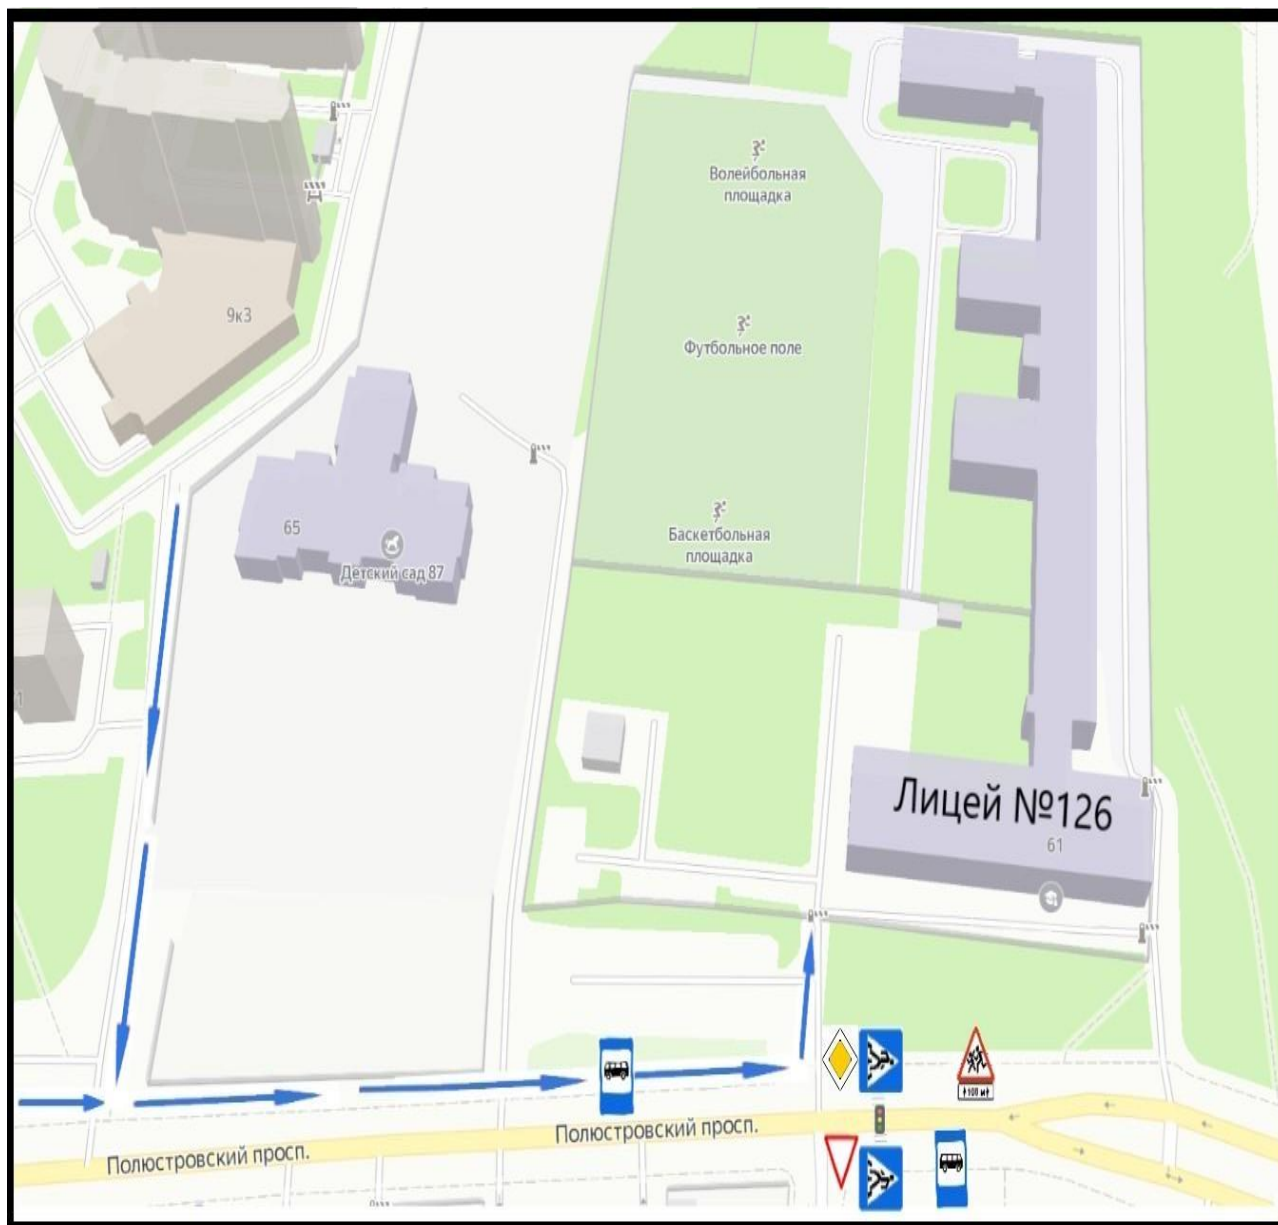 Волейбольная
площадка
9к3
Футбольное поле
Баскетбольная
площадка
65
Детский сад 87
Лицей №126
61
Полюстровский просп.
Полюстровский просп.